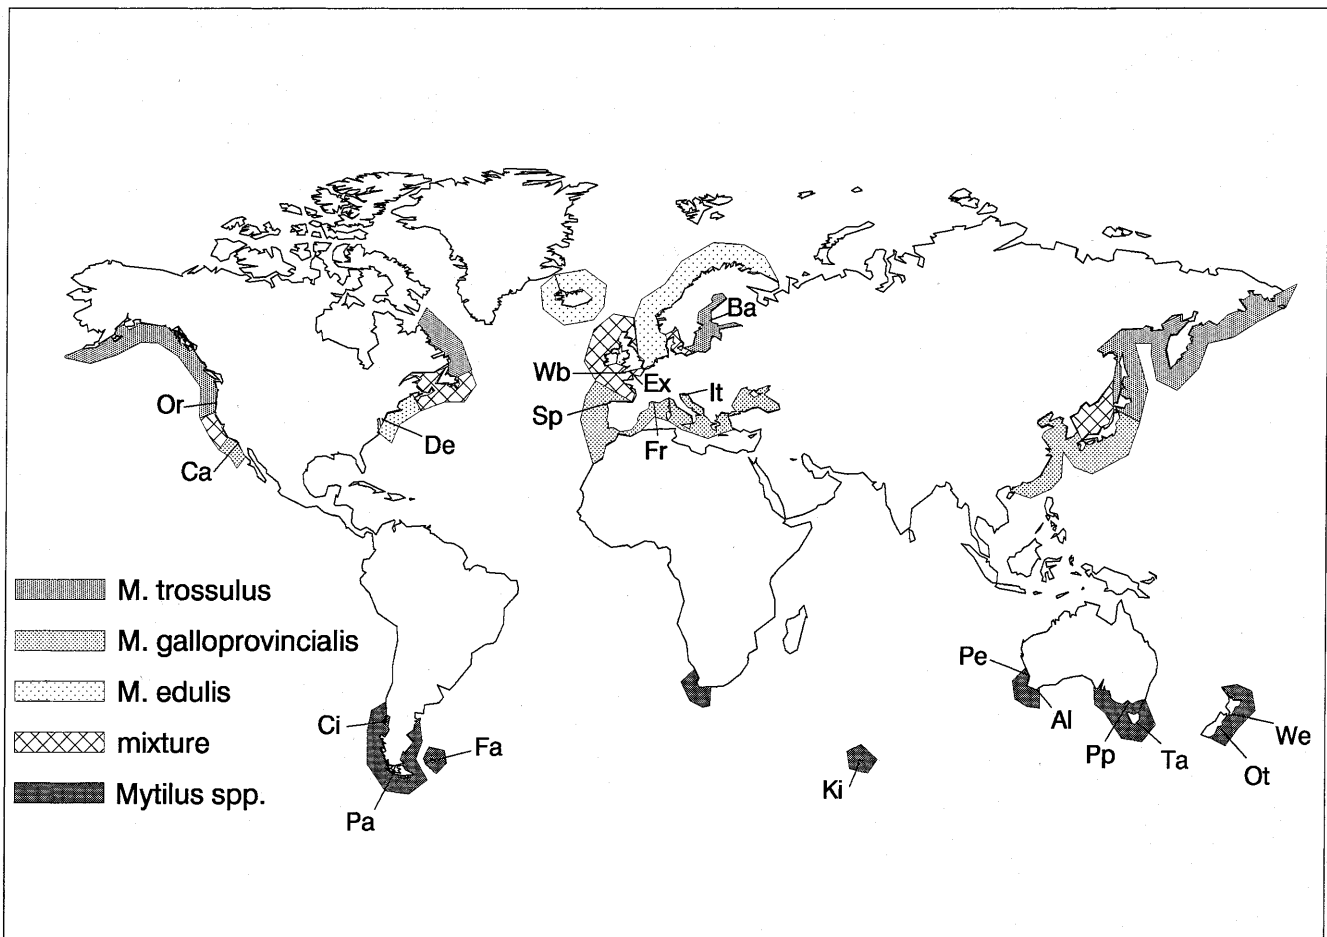 Ba
Wb
Ex
It
Or
Sp
De
Fr
Ca
M. trossulus
M. galloprovincialis
Pe
M. edulis
Al
Ci
We
mixture
Fa
Pp
Ta
Ot
Ki
Mytilus spp.
Pa